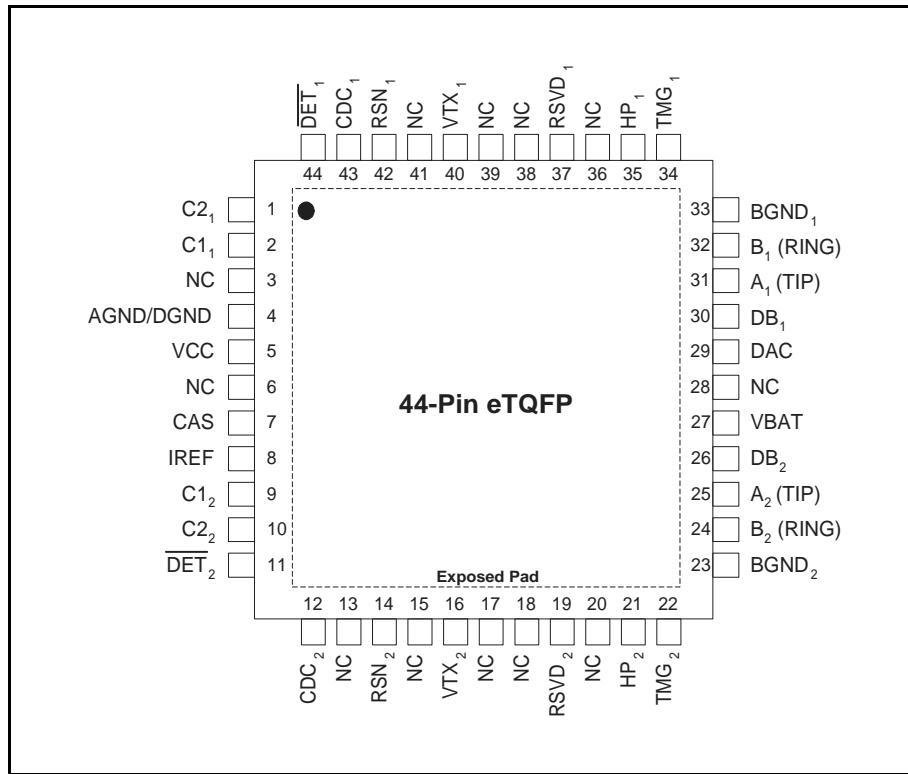 DET₁ CDC₁ RSN₁ NC VTX₁ NC NC RSVD₁ NC HP₁ TMG₁
44 43 42 41 40 39 38 37 36 35 34
C2₁ 1 33 BGND₁
C1₁ 2 32 B₁ (RING)
NC 3 31 A₁ (TIP)
AGND/DGND 4 30 DB₁
VCC 5 29 DAC
NC 6 28 NC
44-Pin eTQFP
CAS 7 27 VBAT
IREF 8 26 DB₂
C1₂ 9 25 A₂ (TIP)
C2₂ 10 24 B₂ (RING)
DET₂ 11 23 BGND₂
Exposed Pad
12 13 14 15 16 17 18 19 20 21 22
CDC₂ NC RSN₂ NC VTX₂ NC NC RSVD₂ NC HP₂ TMG₂